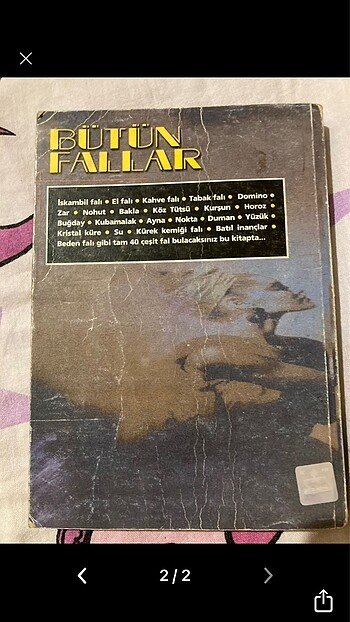 BÜTÜN
FALLAR
İskambil falı • El falı • Kahve falı • Tabak falı • Domino •
Zar • Nohut • Bakla • Köz Tütsü • Kurşun • Horoz •
Buğday • Kubamalak • Ayna • Nokta • Duman • Yüzük •
Kristal küre • Su • Kürek kemiği falı • Batıl inançlar •
Beden falı gibi tam 40 çeşit fal bulacaksınız bu kitapta...
2/2